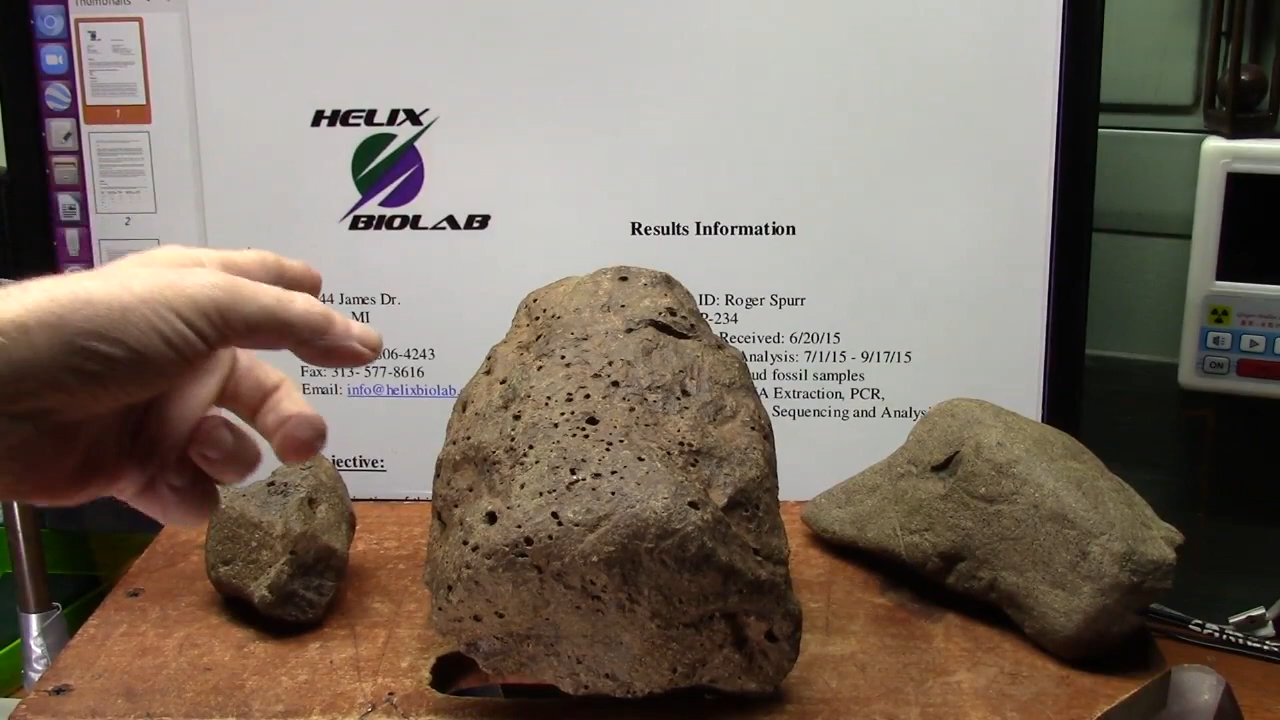 Thumbnails
1
2
HELIX
BIOLAB
Results Information
44 James Dr.
MI
06-4243
Fax: 313- 577-8616
Email: info@helixbiolab.
ID: Roger Spurr
P-234
Received: 6/20/15
Analysis: 7/1/15 - 9/17/15
ud fossil samples
A Extraction, PCR,
Sequencing and Analysi
jective:
ON